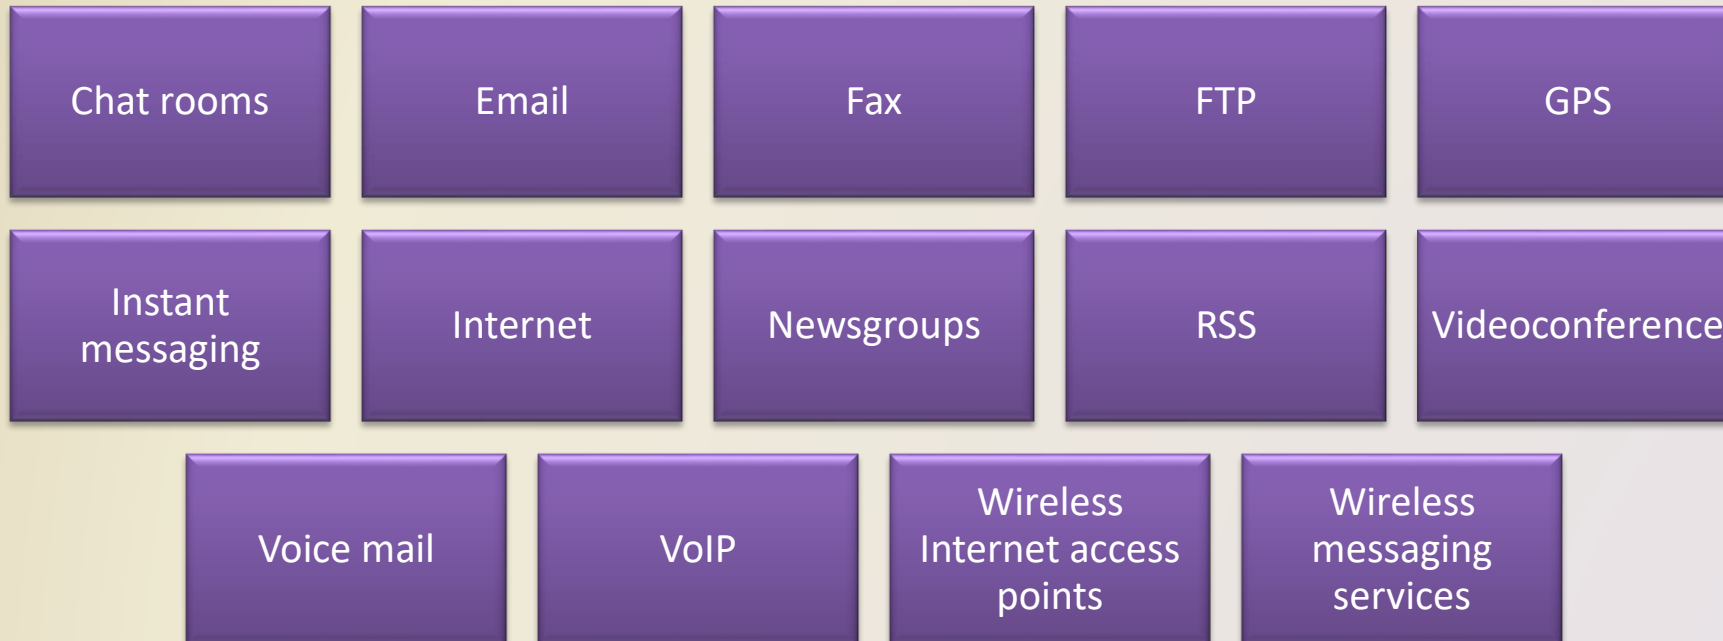 Chat rooms
Email
Fax
FTP
GPS
Instant
messaging
Internet
Newsgroups
RSS
Videoconference
Voice mail
VoIP
Wireless
Internet access
points
Wireless
messaging
services